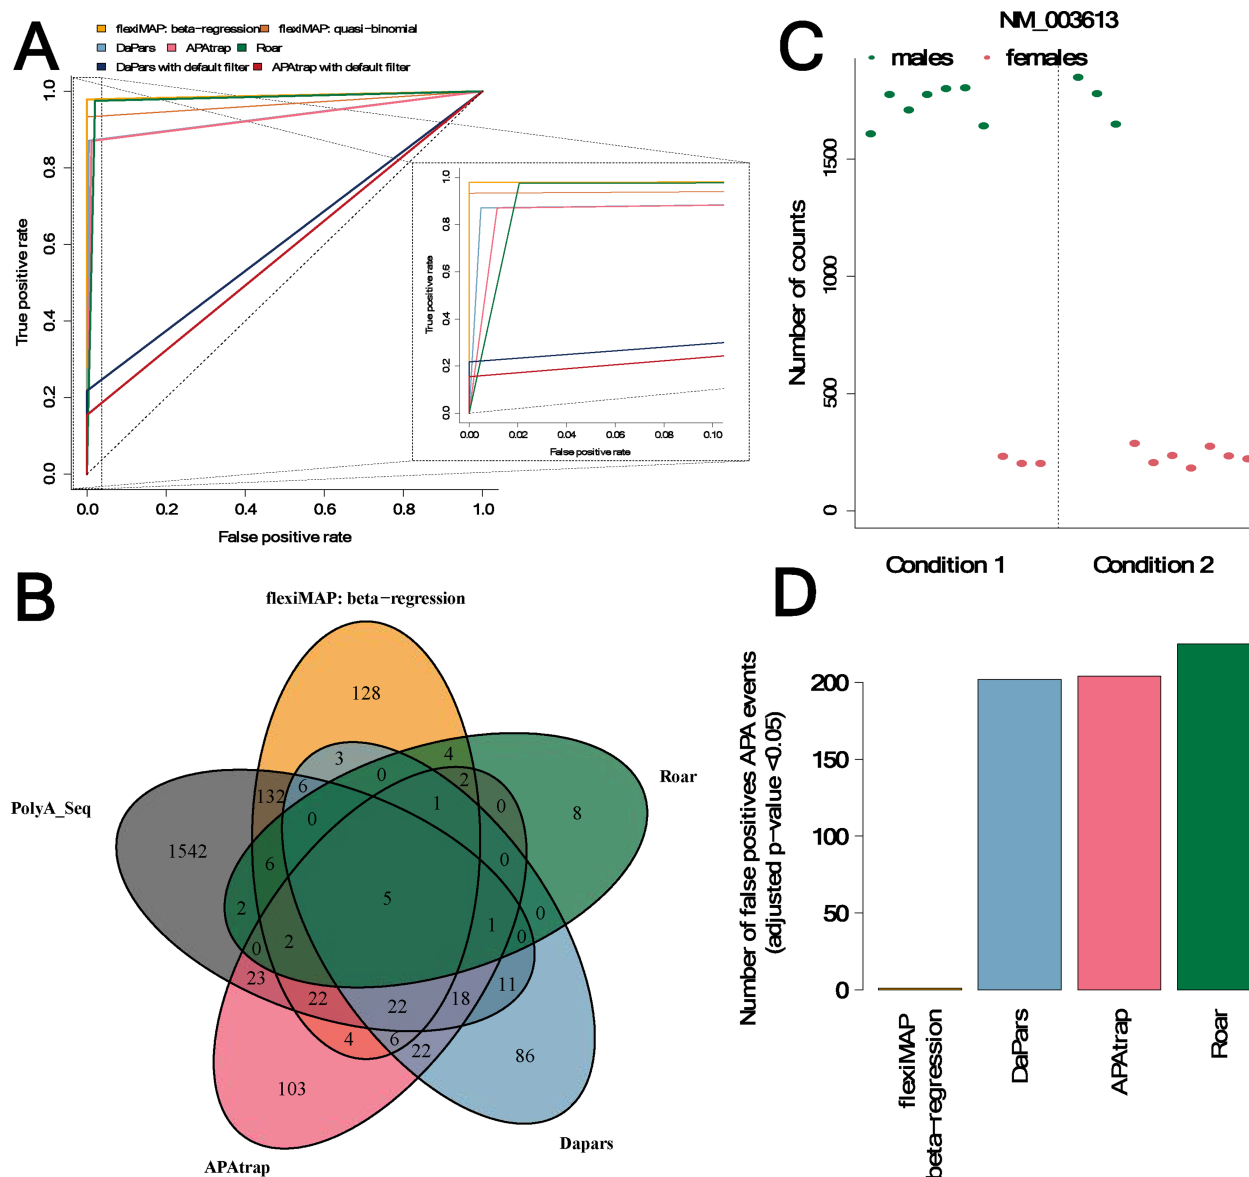 A
flexiMAP: beta-regression
flexiMAP: quasi-binomial
DaPars
APAtrap
Roar
DaPars with default filter
APAtrap with default filter
True positive rate
1.0
0.8
0.6
0.4
0.2
0.0
0.0
0.2
0.4
0.6
0.8
1.0
False positive rate
True positive rate
1.0
0.8
0.6
0.4
0.2
0.0
0.00
0.02
0.04
0.06
0.08
0.10
False positive rate
C
NM_003613
males
females
Number of counts
1500
1000
500
0
Condition 1
Condition 2
B
flexiMAP: beta-regression
Roar
PolyA_Seq
APAtrap
Dapars
128
3
0
4
2
0
8
132
6
0
1
1542
6
0
5
2
0
2
1
0
0
23
22
22
18
11
4
6
22
86
103
D
Number of false positives APA events
(adjusted p-value <0.05)
200
150
100
50
0
flexiMAP
beta-regression
DaPars
APAtrap
Roar